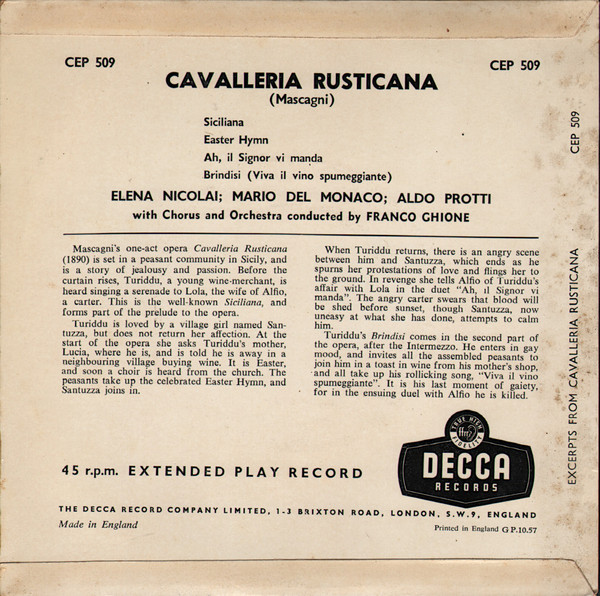 CEP 509
CEP 509
CAVALLERIA RUSTICANA
(Mascagni)
Siciliana
Easter Hymn
Ah, il Signor vi manda
Brindisi (Viva il vino spumeggiante)
ELENA NICOLAI; MARIO DEL MONACO; ALDO PROTTI
with Chorus and Orchestra conducted by FRANCO GHIONE
Mascagni's one-act opera Cavalleria Rusticana
(1890) is set in a peasant community in Sicily, and
is a story of jealousy and passion. Before the
curtain rises, Turiddu, a young wine-merchant, is
heard singing a serenade to Lola, the wife of Alfio,
a carter. This is the well-known Siciliana, and
forms part of the prelude to the opera.
Turiddu is loved by a village girl named San-
tuzza, but does not return her affection. At the
start of the opera she asks Turiddu's mother,
Lucia, where he is, and is told he is away in a
neighbouring village buying wine. It is Easter,
and soon a choir is heard from the church. The
peasants take up the celebrated Easter Hymn, and
Santuzza joins in.
When Turiddu returns, there is an angry scene
between him and Santuzza, which ends as he
spurns her protestations of love and flings her to
the ground. In revenge she tells Alfio of Turiddu's
affair with Lola in the duet "Ah, il Signor vi
manda". The angry carter swears that blood will
be shed before sunset, though Santuzza, now
uneasy at what she has done, attempts to calm
him.
Turiddu's Brindisi comes in the second part of
the opera, after the Intermezzo. He enters in gay
mood, and invites all the assembled peasants to
join him in a toast in wine from his mother's shop,
and all take up his rollicking song, "Viva il vino
spumeggiante". It is his last moment of gaiety,
for in the ensuing duel with Alfio he is killed.
45 r.p.m. EXTENDED PLAY RECORD
TRUE HIGH
ffrr
FIDELITY
DECCA
RECORDS
THE DECCA RECORD COMPANY LIMITED, 1-3 BRIXTON ROAD, LONDON, S.W.9, ENGLAND
Made in England
Printed in England G P.10.57
EXCERPTS FROM CAVALLERIA RUSTICANA
CEP 509